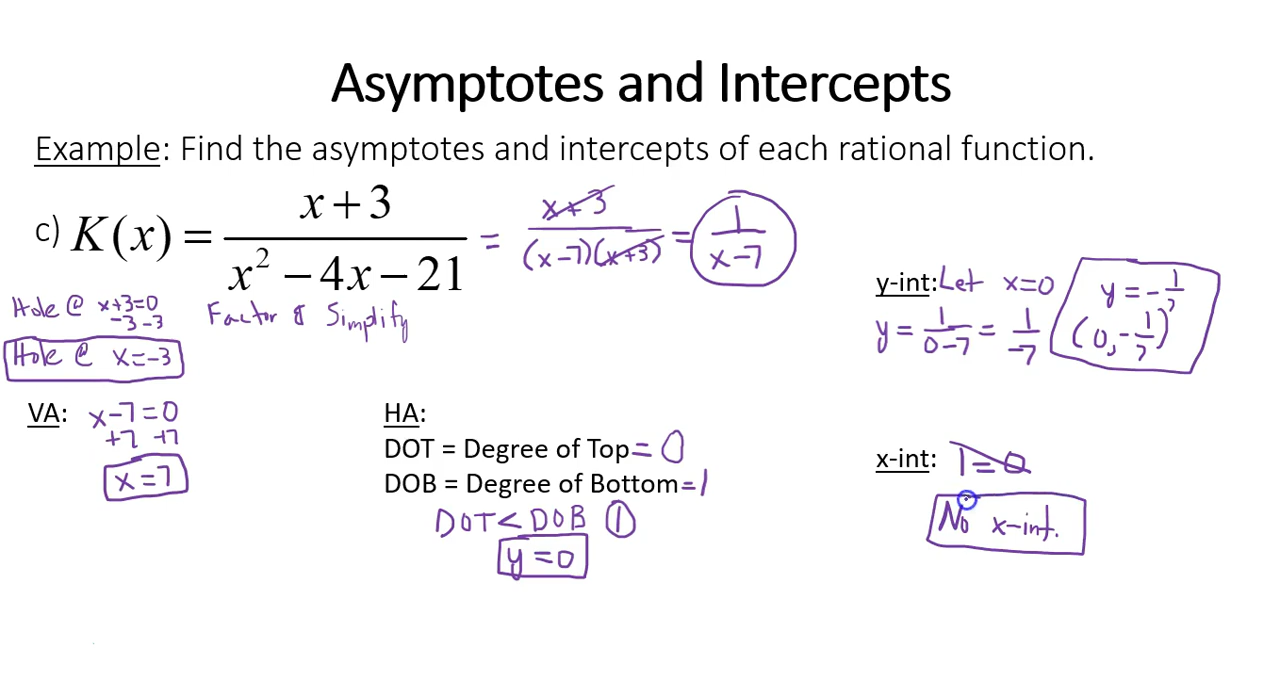 Asymptotes and Intercepts
Example: Find the asymptotes and intercepts of each rational function.
c) K(x) = (x+3)/(x² − 4x − 21) = (x+3)/((x−7)(x+3)) = 1/(x−7)
Factor & Simplify
Hole @ x+3=0
−3 −3
Hole @ x=−3
VA: x−7=0
+7 +7
x=7
HA:
DOT = Degree of Top = 0
DOB = Degree of Bottom = 1
DOT < DOB ①
y=0
y-int: Let x=0
y = 1/(0−7) = 1/−7
y = −1/7
(0, −1/7)
x-int: 1=0
No x-int.